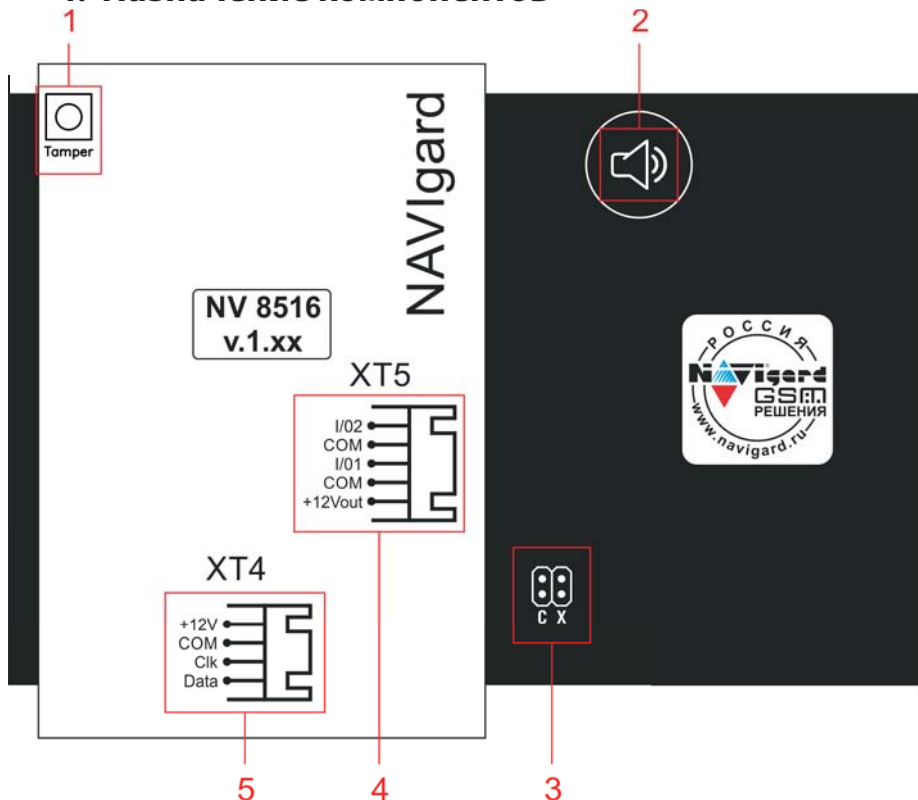 1
2
Tamper
NAVIgard
NV 8516
v.1.xx
РОССИЯ
NAVIgard
GSM
РЕШЕНИЯ
www.navigard.ru
XT5
I/02
COM
I/01
COM
+12Vout
XT4
+12V
COM
Clk
Data
C X
5
4
3